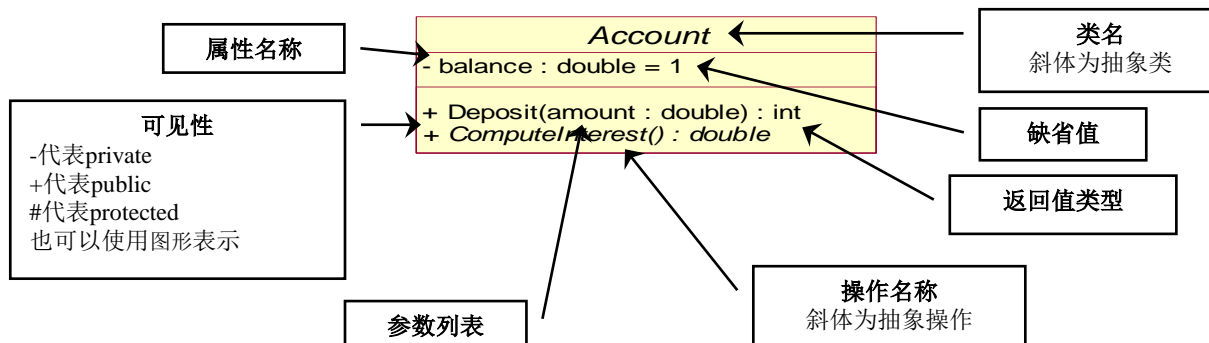 属性名称
Account
类名
斜体为抽象类
- balance : double = 1
+ Deposit(amount : double) : int
+ ComputeInterest() : double
可见性
-代表private
+代表public
#代表protected
也可以使用图形表示
缺省值
返回值类型
操作名称
斜体为抽象操作
参数列表